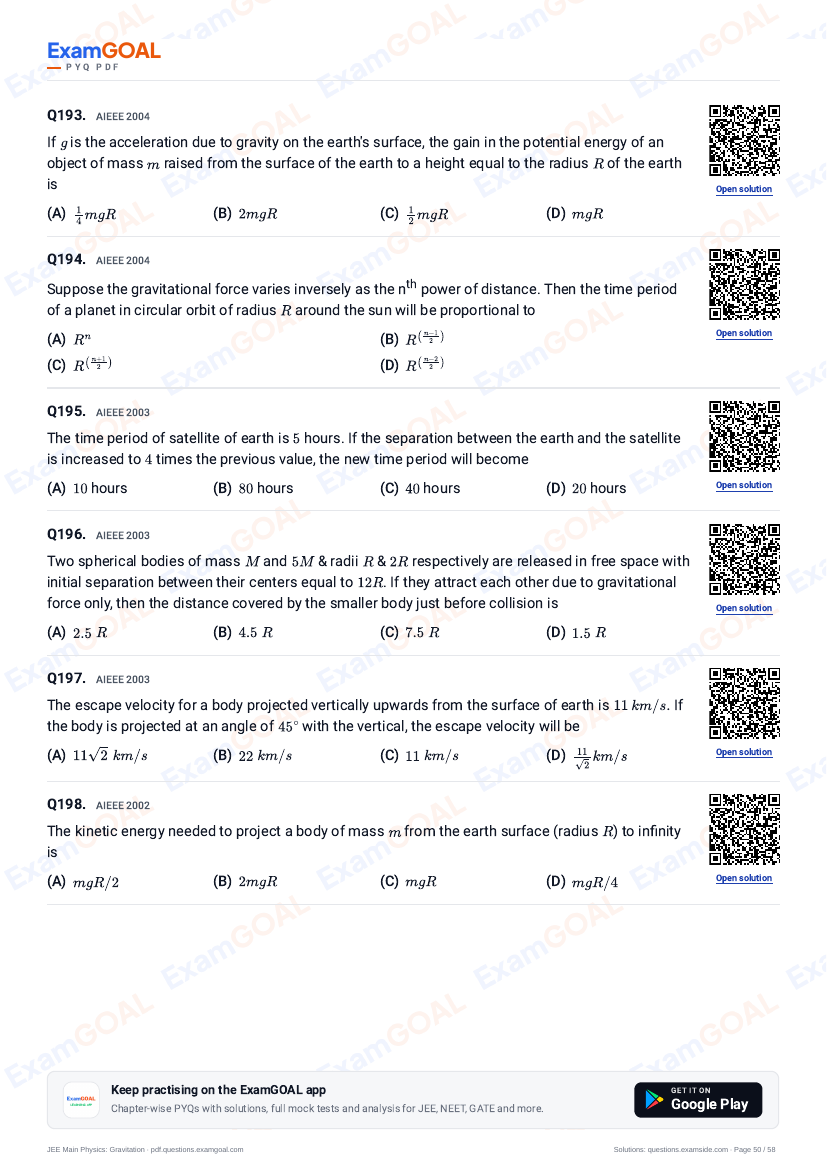 ExamGOAL
PYQ PDF
Q193. AIEEE 2004
If g is the acceleration due to gravity on the earth's surface, the gain in the potential energy of an
object of mass m raised from the surface of the earth to a height equal to the radius R of the earth
is
(A) 1/4 mgR (B) 2mgR (C) 1/2 mgR (D) mgR
Open solution
Q194. AIEEE 2004
Suppose the gravitational force varies inversely as the n^th power of distance. Then the time period
of a planet in circular orbit of radius R around the sun will be proportional to
(A) R^n (B) R^((n−1)/2)
(C) R^((n+1)/2) (D) R^((n−2)/2)
Open solution
Q195. AIEEE 2003
The time period of satellite of earth is 5 hours. If the separation between the earth and the satellite
is increased to 4 times the previous value, the new time period will become
(A) 10 hours (B) 80 hours (C) 40 hours (D) 20 hours
Open solution
Q196. AIEEE 2003
Two spherical bodies of mass M and 5M & radii R & 2R respectively are released in free space with
initial separation between their centers equal to 12R. If they attract each other due to gravitational
force only, then the distance covered by the smaller body just before collision is
(A) 2.5 R (B) 4.5 R (C) 7.5 R (D) 1.5 R
Open solution
Q197. AIEEE 2003
The escape velocity for a body projected vertically upwards from the surface of earth is 11 km/s. If
the body is projected at an angle of 45° with the vertical, the escape velocity will be
(A) 11√2 km/s (B) 22 km/s (C) 11 km/s (D) 11/√2 km/s
Open solution
Q198. AIEEE 2002
The kinetic energy needed to project a body of mass m from the earth surface (radius R) to infinity
is
(A) mgR/2 (B) 2mgR (C) mgR (D) mgR/4
Open solution
ExamGOAL
Keep practising on the ExamGOAL app
Chapter-wise PYQs with solutions, full mock tests and analysis for JEE, NEET, GATE and more.
GET IT ON
Google Play
JEE Main Physics: Gravitation · pdf.questions.examgoal.com Solutions: questions.examside.com · Page 50 / 58